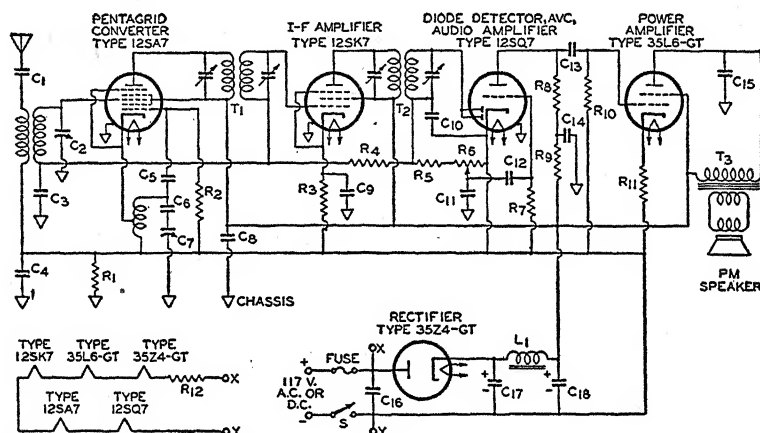 PENTAGRID
CONVERTER
TYPE 12SA7
I-F AMPLIFIER
TYPE 12SK7
DIODE DETECTOR, AVC,
AUDIO AMPLIFIER
TYPE 12SQ7
POWER
AMPLIFIER
TYPE 35L6-GT
C1
T1
T2
C10
C13
R8
C14
R9
R10
C15
C2
C3
C5
C6
C7
R2
R4
R3
C9
R5
R6
C11
C12
R7
R11
T3
C4
R1
C8
CHASSIS
PM
SPEAKER
TYPE
12SK7
TYPE
35L6-GT
TYPE
35Z4-GT
R12
X
TYPE
12SA7
TYPE
12SQ7
X
RECTIFIER
TYPE 35Z4-GT
FUSE
X
L1
+
117 V.
A.C. OR
D.C.
-
S
C16
X
+
-
C17
+
-
C18